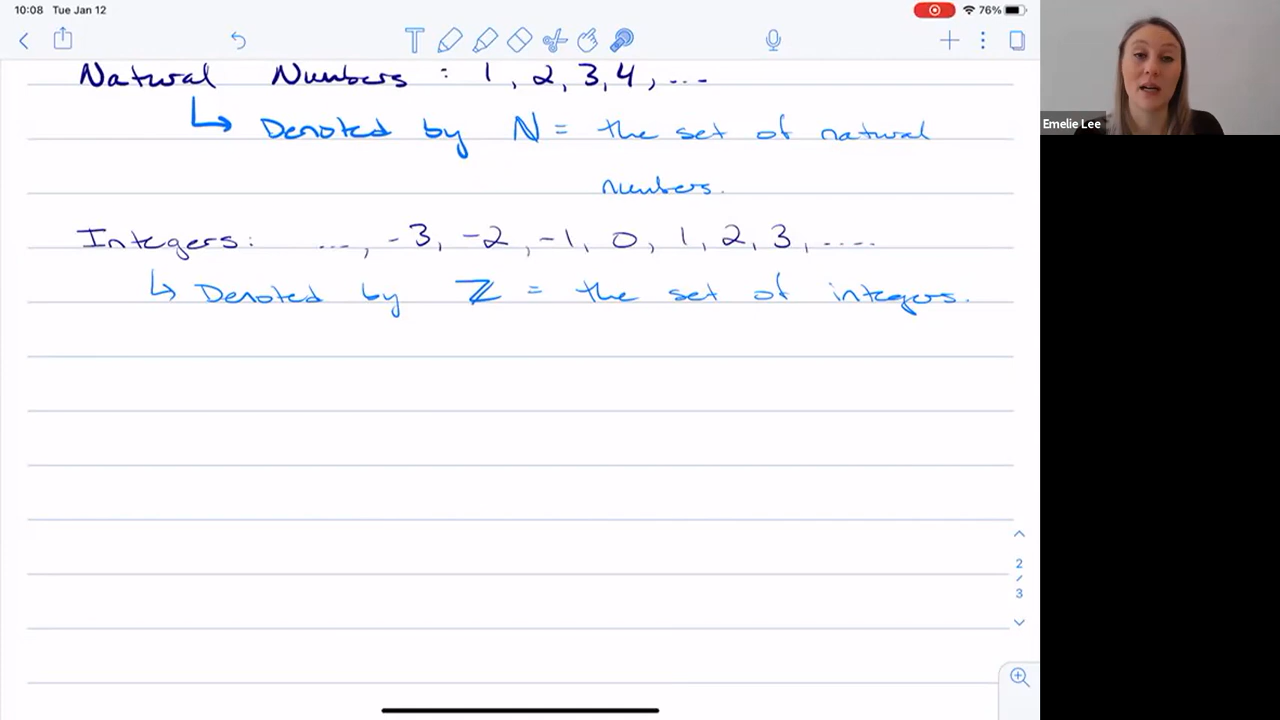 10:08 Tue Jan 12
76%
Natural Numbers : 1, 2, 3, 4, ...
↳ Denoted by ℕ = the set of natural
numbers.
Emelie Lee
Integers: ..., -3, -2, -1, 0, 1, 2, 3, ....
↳ Denoted by ℤ = the set of integers.
2
/
3